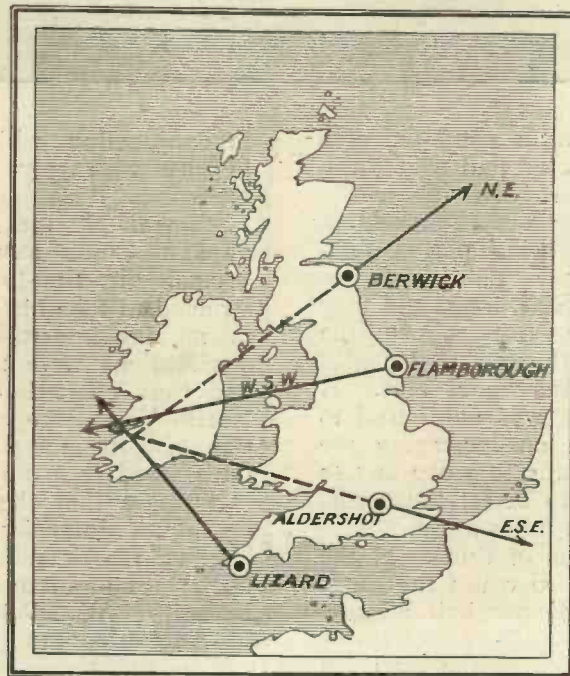 N.E.
BERWICK
FLAMBOROUGH
W.S.W.
ALDERSHOT
E.S.E.
LIZARD